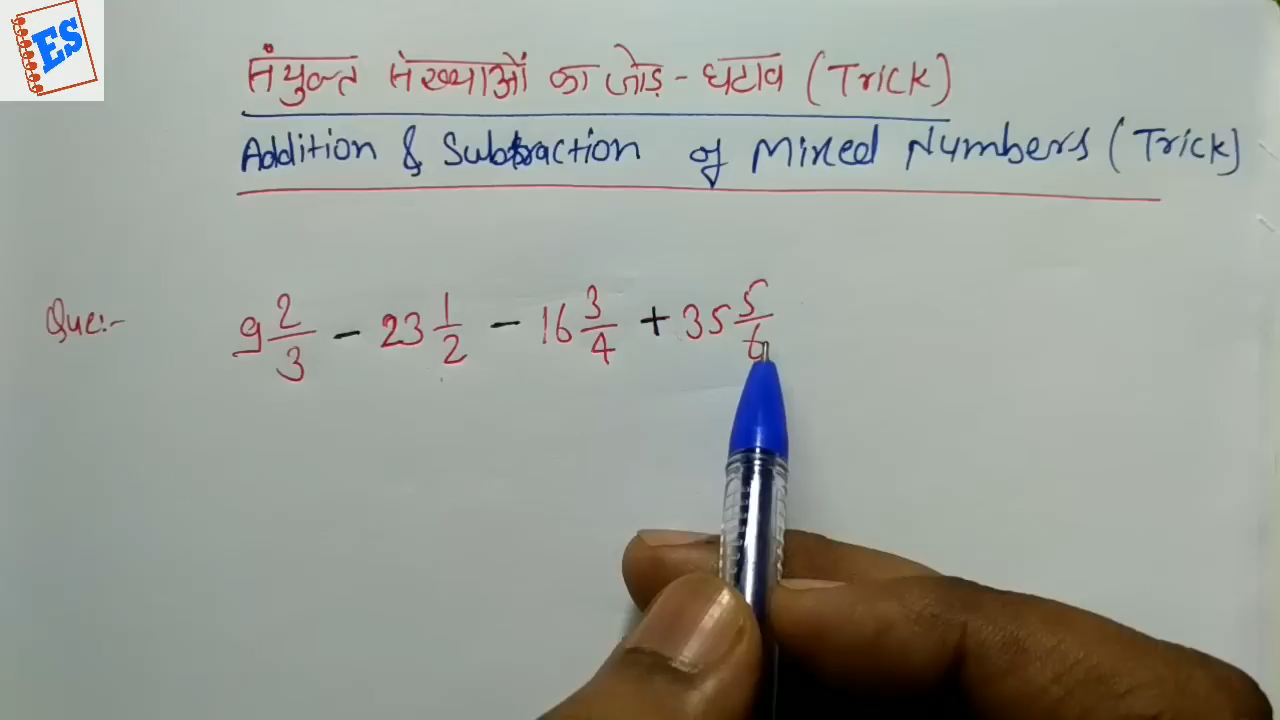 ES
संयुक्त संख्याओं का जोड़ - घटाव (Trick)
Addition & Subtraction of Mixed Numbers (Trick)
Que:- 9 2/3 - 23 1/2 - 16 3/4 + 35 5/6